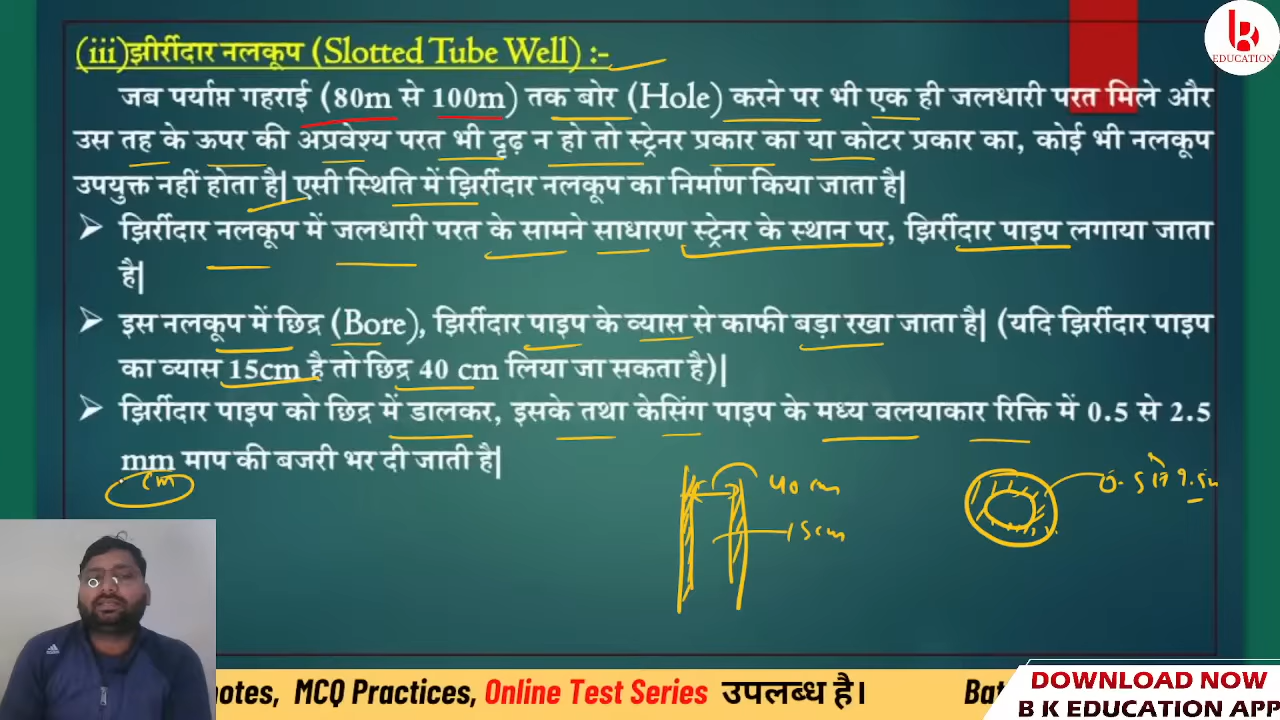 (iii)झीर्रीदार नलकूप (Slotted Tube Well) :-
जब पर्याप्त गहराई (80m से 100m) तक बोर (Hole) करने पर भी एक ही जलधारी परत मिले और
उस तह के ऊपर की अप्रवेश्य परत भी दृढ़ न हो तो स्ट्रेनर प्रकार का या कोटर प्रकार का, कोई भी नलकूप
उपयुक्त नहीं होता है| एसी स्थिति में झिर्रीदार नलकूप का निर्माण किया जाता है|
➢ झिर्रीदार नलकूप में जलधारी परत के सामने साधारण स्ट्रेनर के स्थान पर, झिर्रीदार पाइप लगाया जाता
है|
➢ इस नलकूप में छिद्र (Bore), झिर्रीदार पाइप के व्यास से काफी बड़ा रखा जाता है| (यदि झिर्रीदार पाइप
का व्यास 15cm है तो छिद्र 40 cm लिया जा सकता है)|
➢ झिर्रीदार पाइप को छिद्र में डालकर, इसके तथा केसिंग पाइप के मध्य वलयाकार रिक्ति में 0.5 से 2.5
mm माप की बजरी भर दी जाती है|
cm
40 cm
15cm
EDUCATION
notes, MCQ Practices, Online Test Series उपलब्ध है।
Bat
DOWNLOAD NOW
B K EDUCATION APP